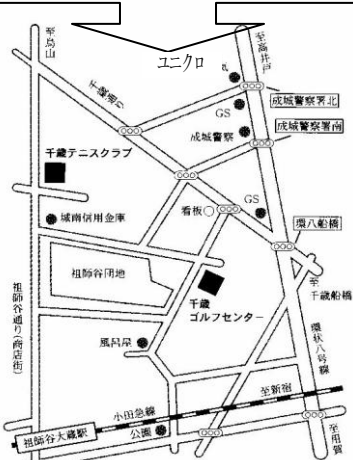 ユニクロ
至烏山
至高井戸
千歳通り
GS
成城警察署北
成城警察署南
成城警察
千歳テニスクラブ
城南信用金庫
看板
GS
環八船橋
祖師谷団地
千歳
ゴルフセンター
至
千歳船橋
祖師谷通り(商店街)
風呂屋
環状八号線
小田急線
至新宿
祖師谷大蔵駅
公園
至用賀